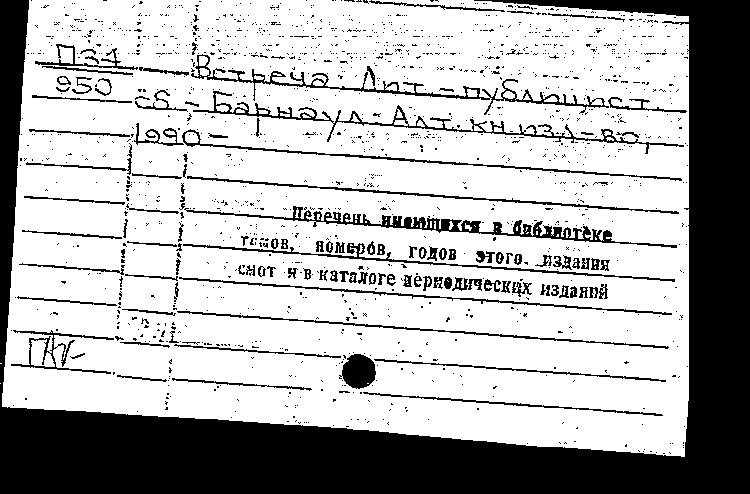 П34
950
Встреча: Лит.-публицист.
сб. - Барнаул: Алт. кн. изд-во,
1990-
Перечень имеющихся в библиотеке
томов, номеров, годов этого издания
смотри в каталоге периодических изданий